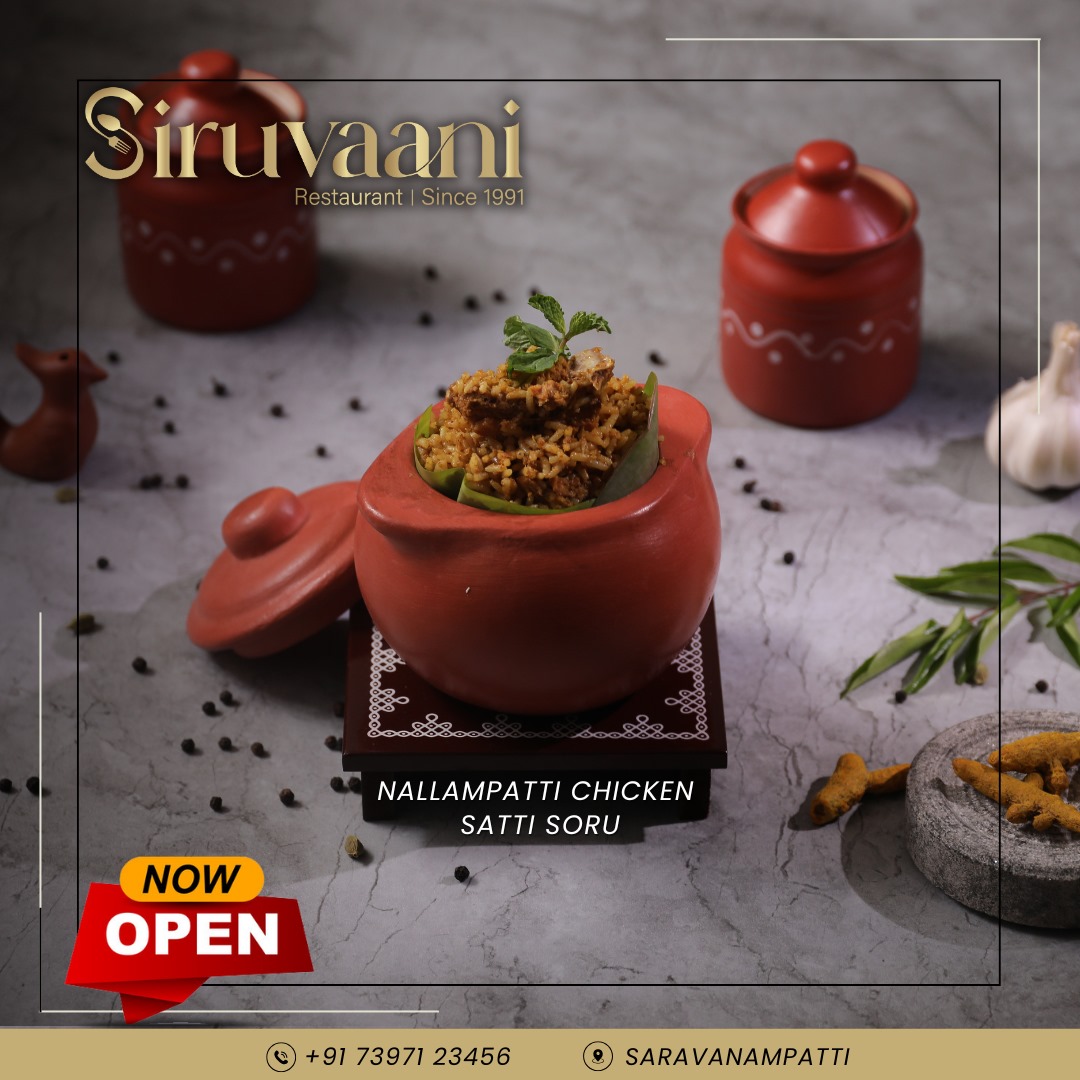 Siruvaani
Restaurant | Since 1991
NALLAMPATTI CHICKEN
SATTI SORU
NOW
OPEN
+91 73971 23456
SARAVANAMPATTI